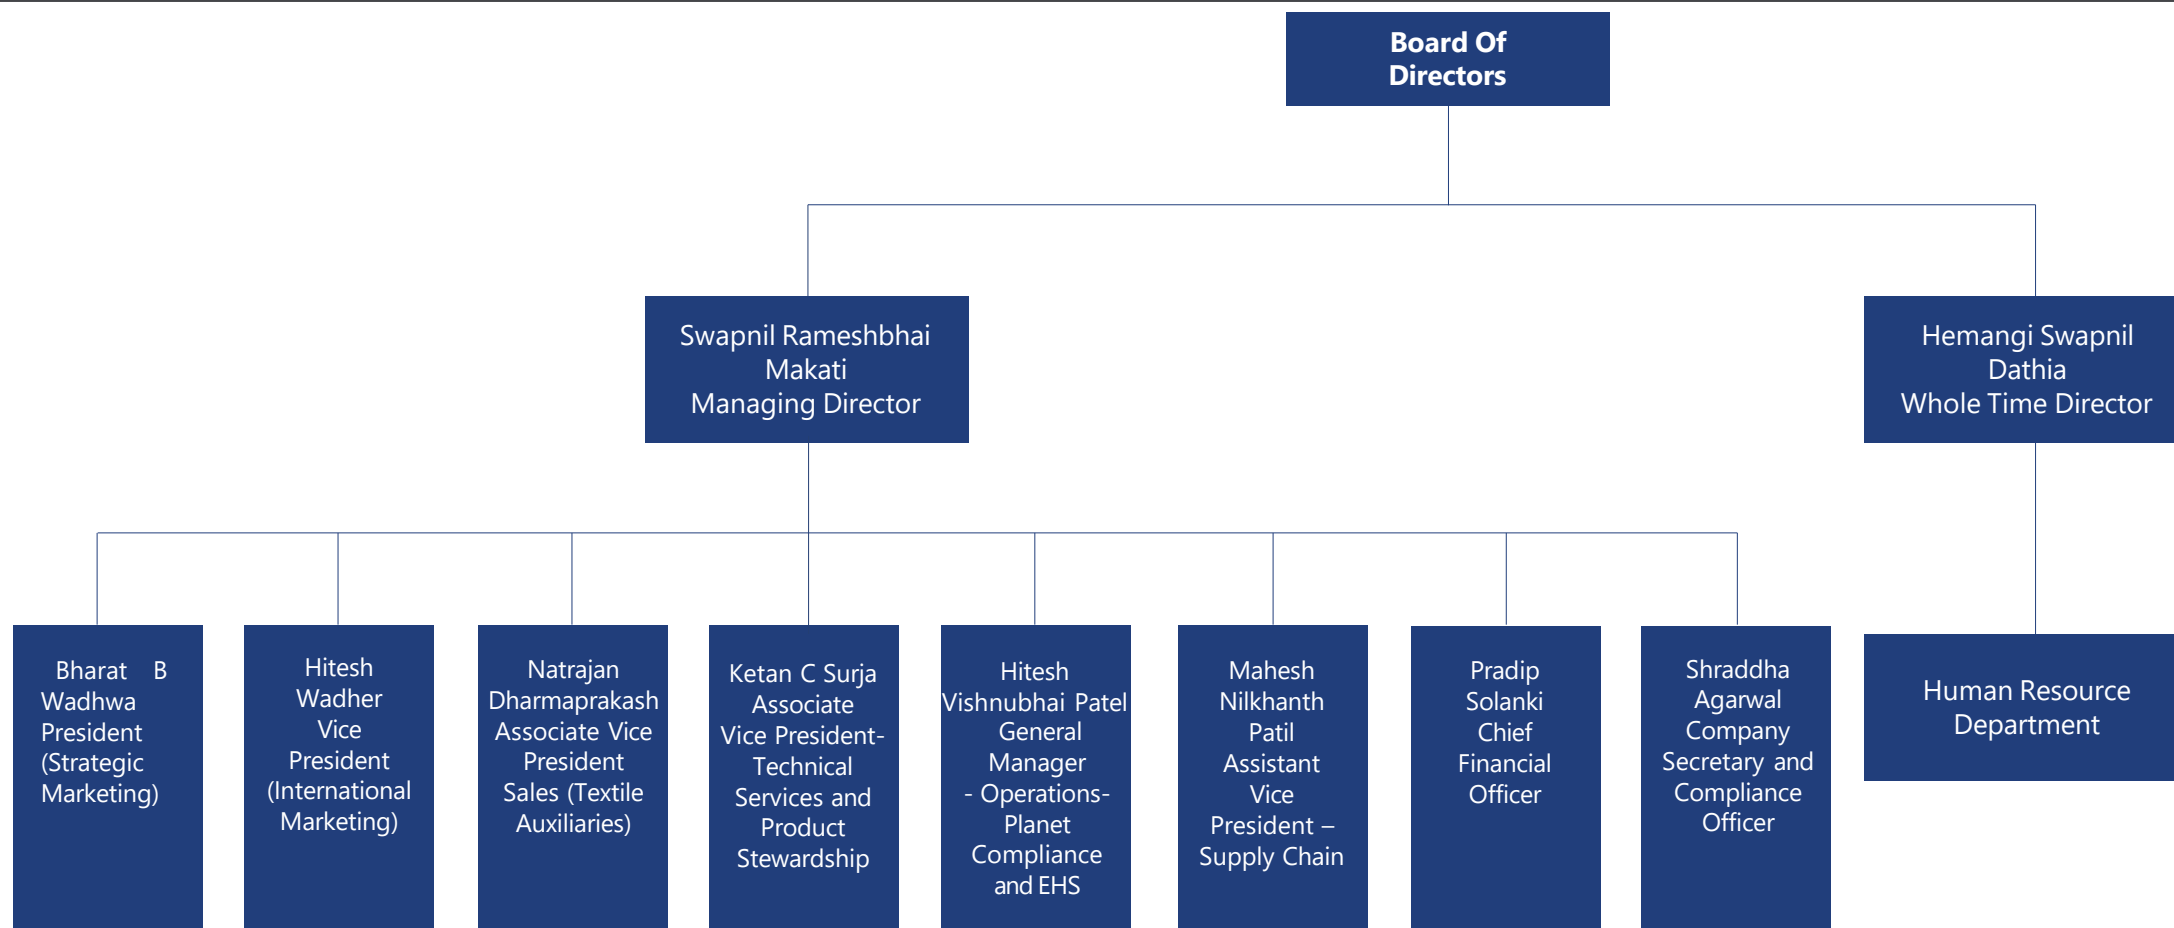 Board Of
Directors
Swapnil Rameshbhai
Makati
Managing Director
Hemangi Swapnil
Dathia
Whole Time Director
Bharat B
Wadhwa
President
(Strategic
Marketing)
Hitesh
Wadher
Vice
President
(International
Marketing)
Natrajan
Dharmaprakash
Associate Vice
President
Sales (Textile
Auxiliaries)
Ketan C Surja
Associate
Vice President-
Technical
Services and
Product
Stewardship
Hitesh
Vishnubhai Patel
General
Manager
- Operations-
Planet
Compliance
and EHS
Mahesh
Nilkhanth
Patil
Assistant
Vice
President –
Supply Chain
Pradip
Solanki
Chief
Financial
Officer
Shraddha
Agarwal
Company
Secretary and
Compliance
Officer
Human Resource
Department